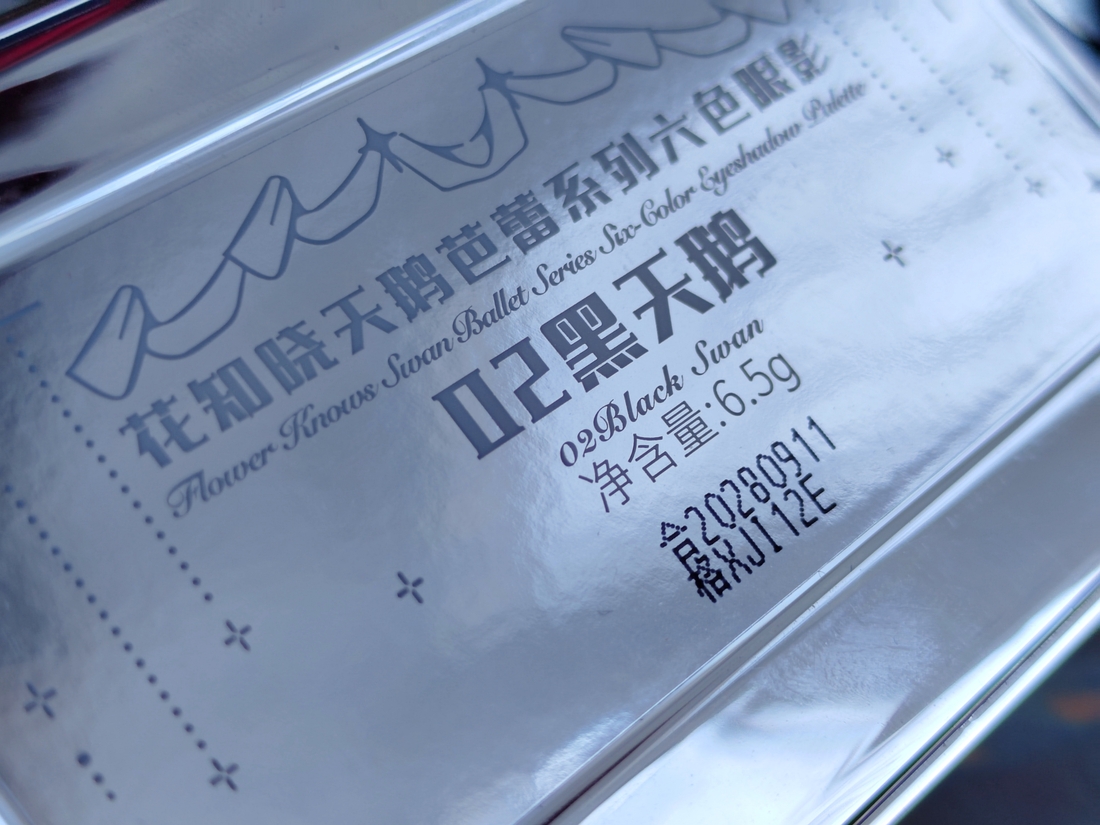 花知晓天鹅芭蕾系列六色眼影
Flower Knows Swan Ballet Series Six-Color Eyeshadow Palette
02黑天鹅
02Black Swan
净含量:6.5g
合20280911
格XJI12E